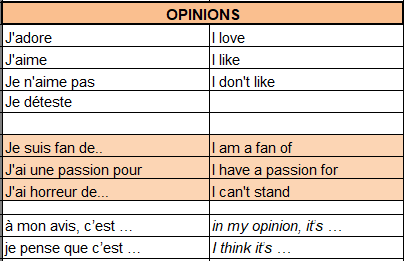 OPINIONS
J'adore I love
J'aime I like
Je n'aime pas I don't like
Je déteste
Je suis fan de.. I am a fan of
J'ai une passion pour I have a passion for
J'ai horreur de... I can't stand
à mon avis, c'est … in my opinion, it's …
je pense que c'est … I think it's …